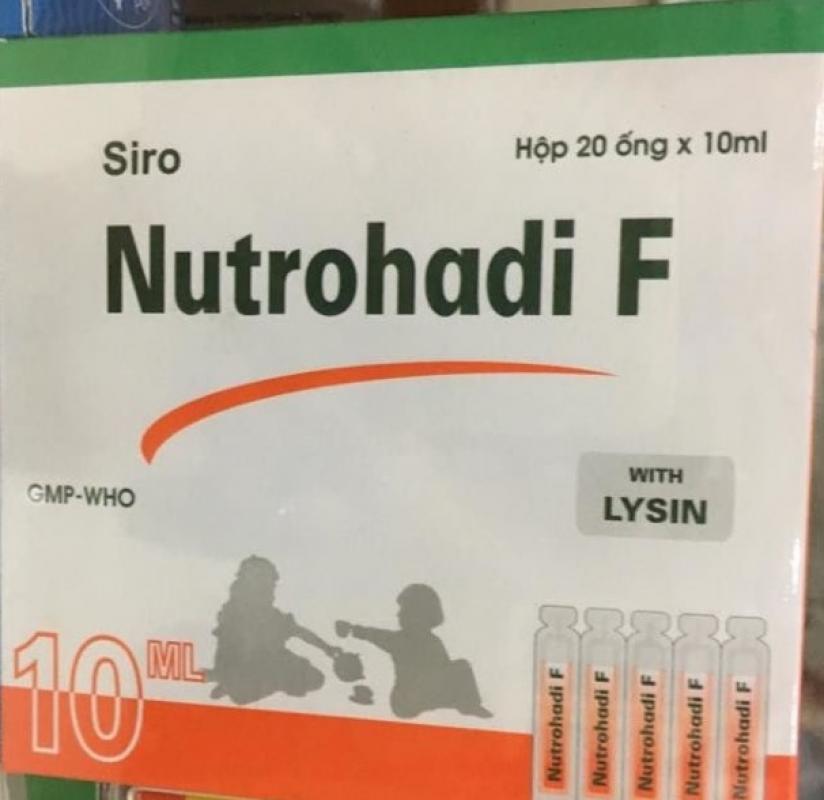 Siro
Hộp 20 ống x 10ml
Nutrohadi F
GMP-WHO
WITH
LYSIN
10 ML
Nutrohadi F
Nutrohadi F
Nutrohadi F
Nutrohadi F
Nutrohadi F